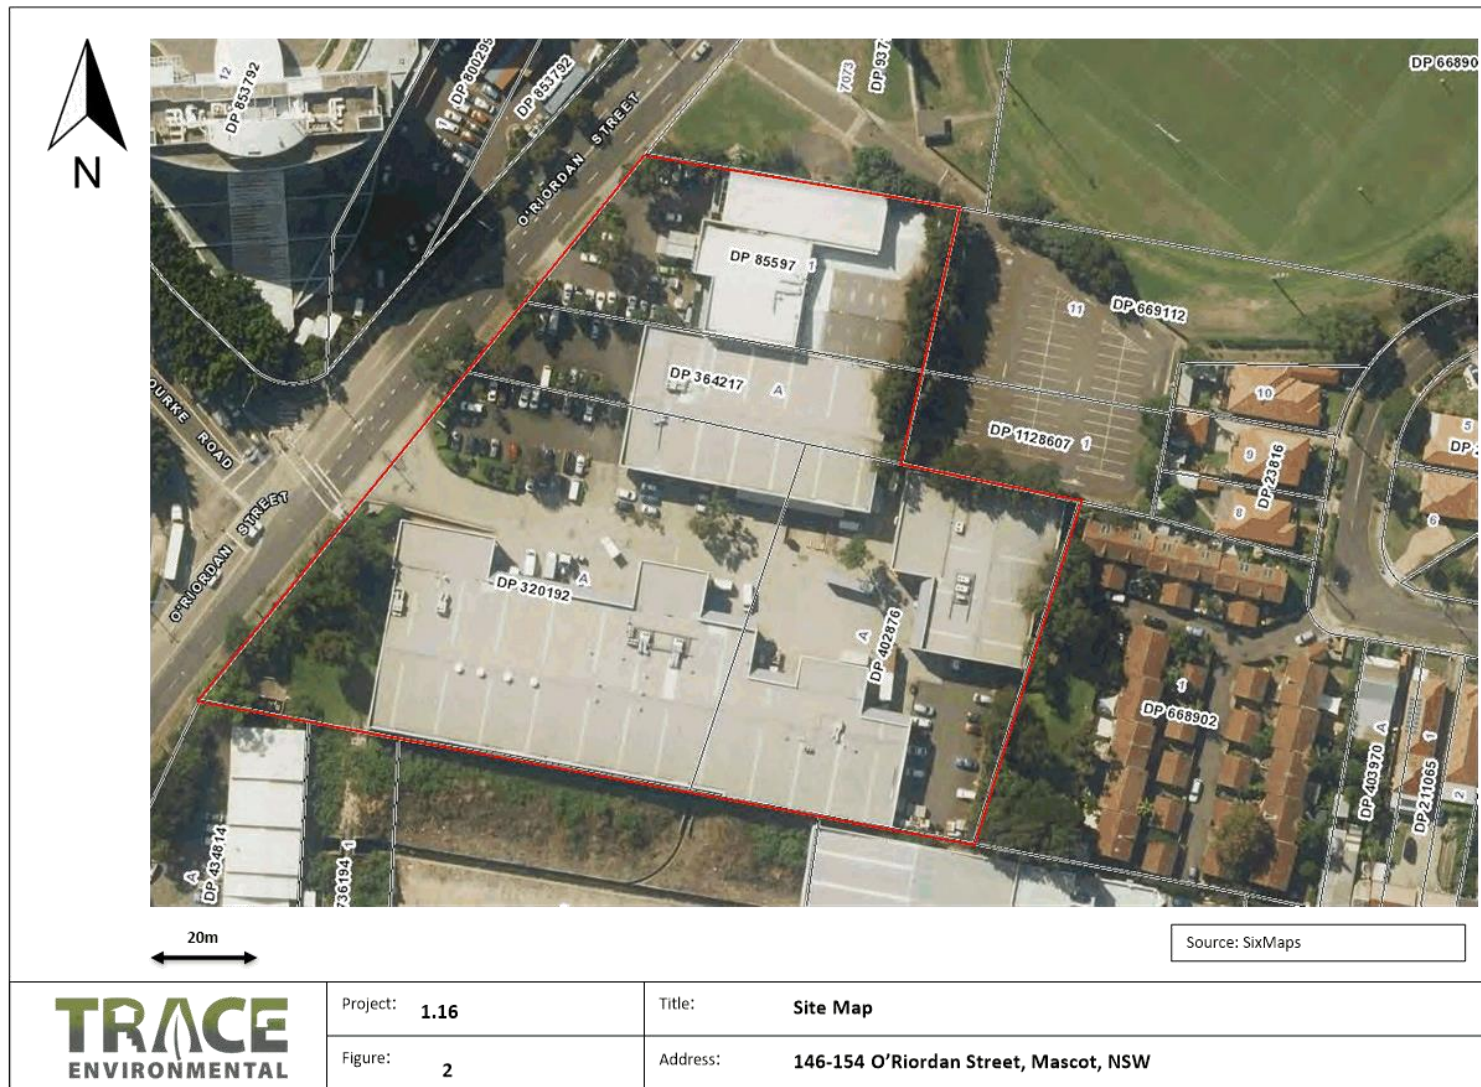 N
12
DP 853792
1
DP 800295
DP 853792
7073
DP 937
DP 66890
O'RIORDAN STREET
DP 85597 1
11
DP 669112
DP 364217 A
DP 1128607 1
10
9
8
DP 23816
5
DP 2
6
OURKE ROAD
O'RIORDAN STREET
DP 320192 A
A
DP 402876
1
DP 668902
DP 403970 A
DP 211065 1
2
A
DP 434814
736194 1
20m
Source: SixMaps
TRACE
ENVIRONMENTAL
Project: 1.16
Title: Site Map
Figure: 2
Address: 146-154 O'Riordan Street, Mascot, NSW